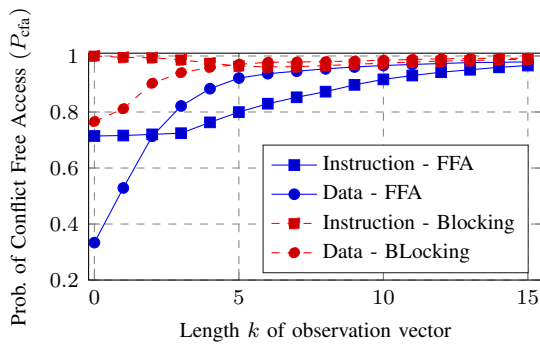 Prob. of Conflict Free Access (P_cfa)
1
0.8
0.6
0.4
0.2
Instruction - FFA
Data - FFA
Instruction - Blocking
Data - BLocking
0 5 10 15
Length k of observation vector